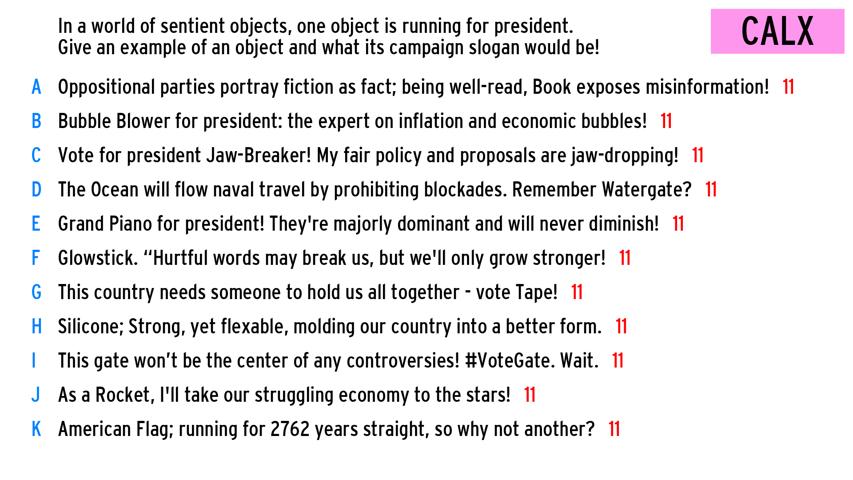 In a world of sentient objects, one object is running for president.
Give an example of an object and what its campaign slogan would be!
CALX
A Oppositional parties portray fiction as fact; being well-read, Book exposes misinformation! 11
B Bubble Blower for president: the expert on inflation and economic bubbles! 11
C Vote for president Jaw-Breaker! My fair policy and proposals are jaw-dropping! 11
D The Ocean will flow naval travel by prohibiting blockades. Remember Watergate? 11
E Grand Piano for president! They're majorly dominant and will never diminish! 11
F Glowstick. “Hurtful words may break us, but we'll only grow stronger! 11
G This country needs someone to hold us all together - vote Tape! 11
H Silicone; Strong, yet flexable, molding our country into a better form. 11
I This gate won’t be the center of any controversies! #VoteGate. Wait. 11
J As a Rocket, I'll take our struggling economy to the stars! 11
K American Flag; running for 2762 years straight, so why not another? 11